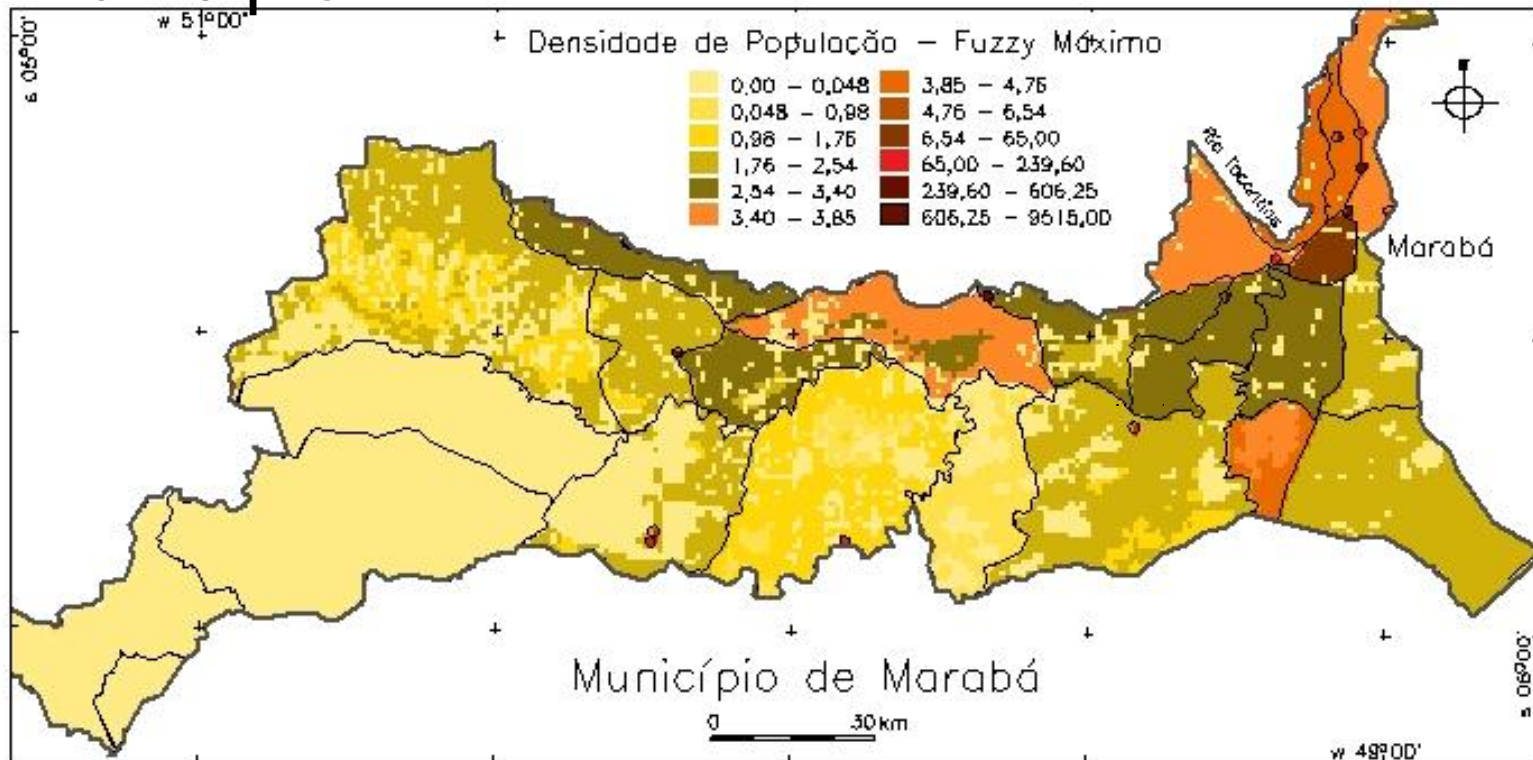 w 51°00'
s 05°00'
Densidade de População - Fuzzy Máximo
0,00 - 0,048
0,048 - 0,98
0,98 - 1,76
1,76 - 2,54
2,54 - 3,40
3,40 - 3,85
3,85 - 4,76
4,76 - 6,54
6,54 - 65,00
65,00 - 239,60
239,60 - 606,25
606,25 - 9515,00
Rio Tocantins
Marabá
Município de Marabá
0 30 km
s 06°00'
w 49°00'